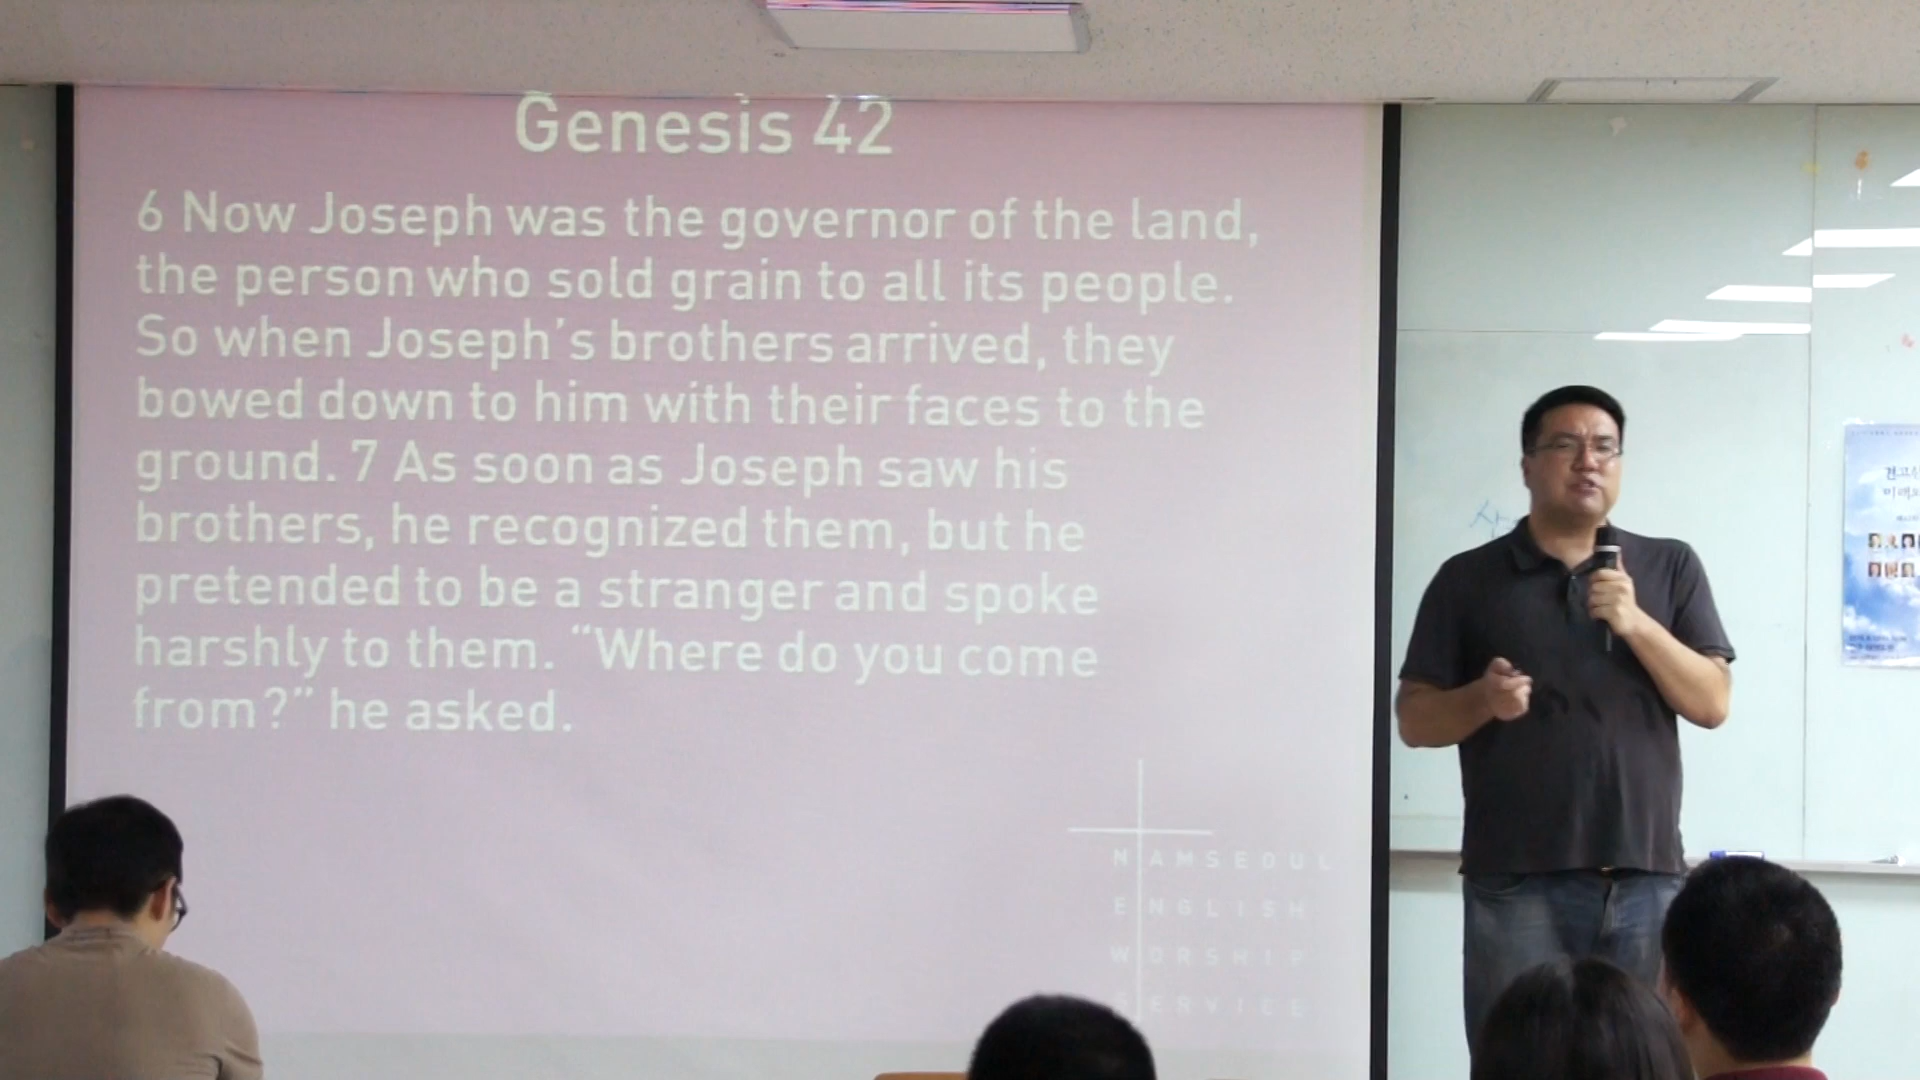 Genesis 42
6 Now Joseph was the governor of the land,
the person who sold grain to all its people.
So when Joseph's brothers arrived, they
bowed down to him with their faces to the
ground. 7 As soon as Joseph saw his
brothers, he recognized them, but he
pretended to be a stranger and spoke
harshly to them. “Where do you come
from?” he asked.
NAMSEOUL
ENGLISH
WORSHIP
SERVICE